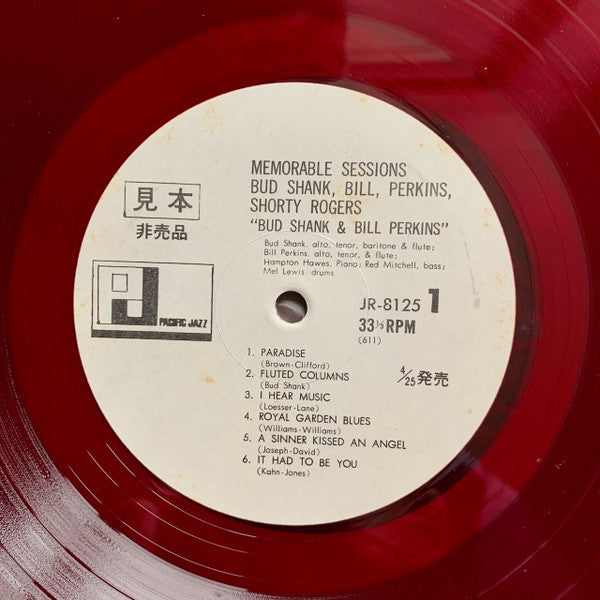 MEMORABLE SESSIONS
BUD SHANK, BILL, PERKINS,
SHORTY ROGERS
"BUD SHANK & BILL PERKINS"
見本
非売品
Bud Shank, alto, tenor, baritone & flute;
Bill Perkins, alto, tenor, & flute;
Hampton Hawes, Piano; Red Mitchell, bass;
Mel Lewis, drums
PACIFIC JAZZ
JR-8125 1
33⅓RPM
(611)
4/25発売
1. PARADISE
(Brown-Clifford)
2. FLUTED COLUMNS
(Bud Shank)
3. I HEAR MUSIC
(Loesser-Lane)
4. ROYAL GARDEN BLUES
(Williams-Williams)
5. A SINNER KISSED AN ANGEL
(Joseph-David)
6. IT HAD TO BE YOU
(Kahn-Jones)